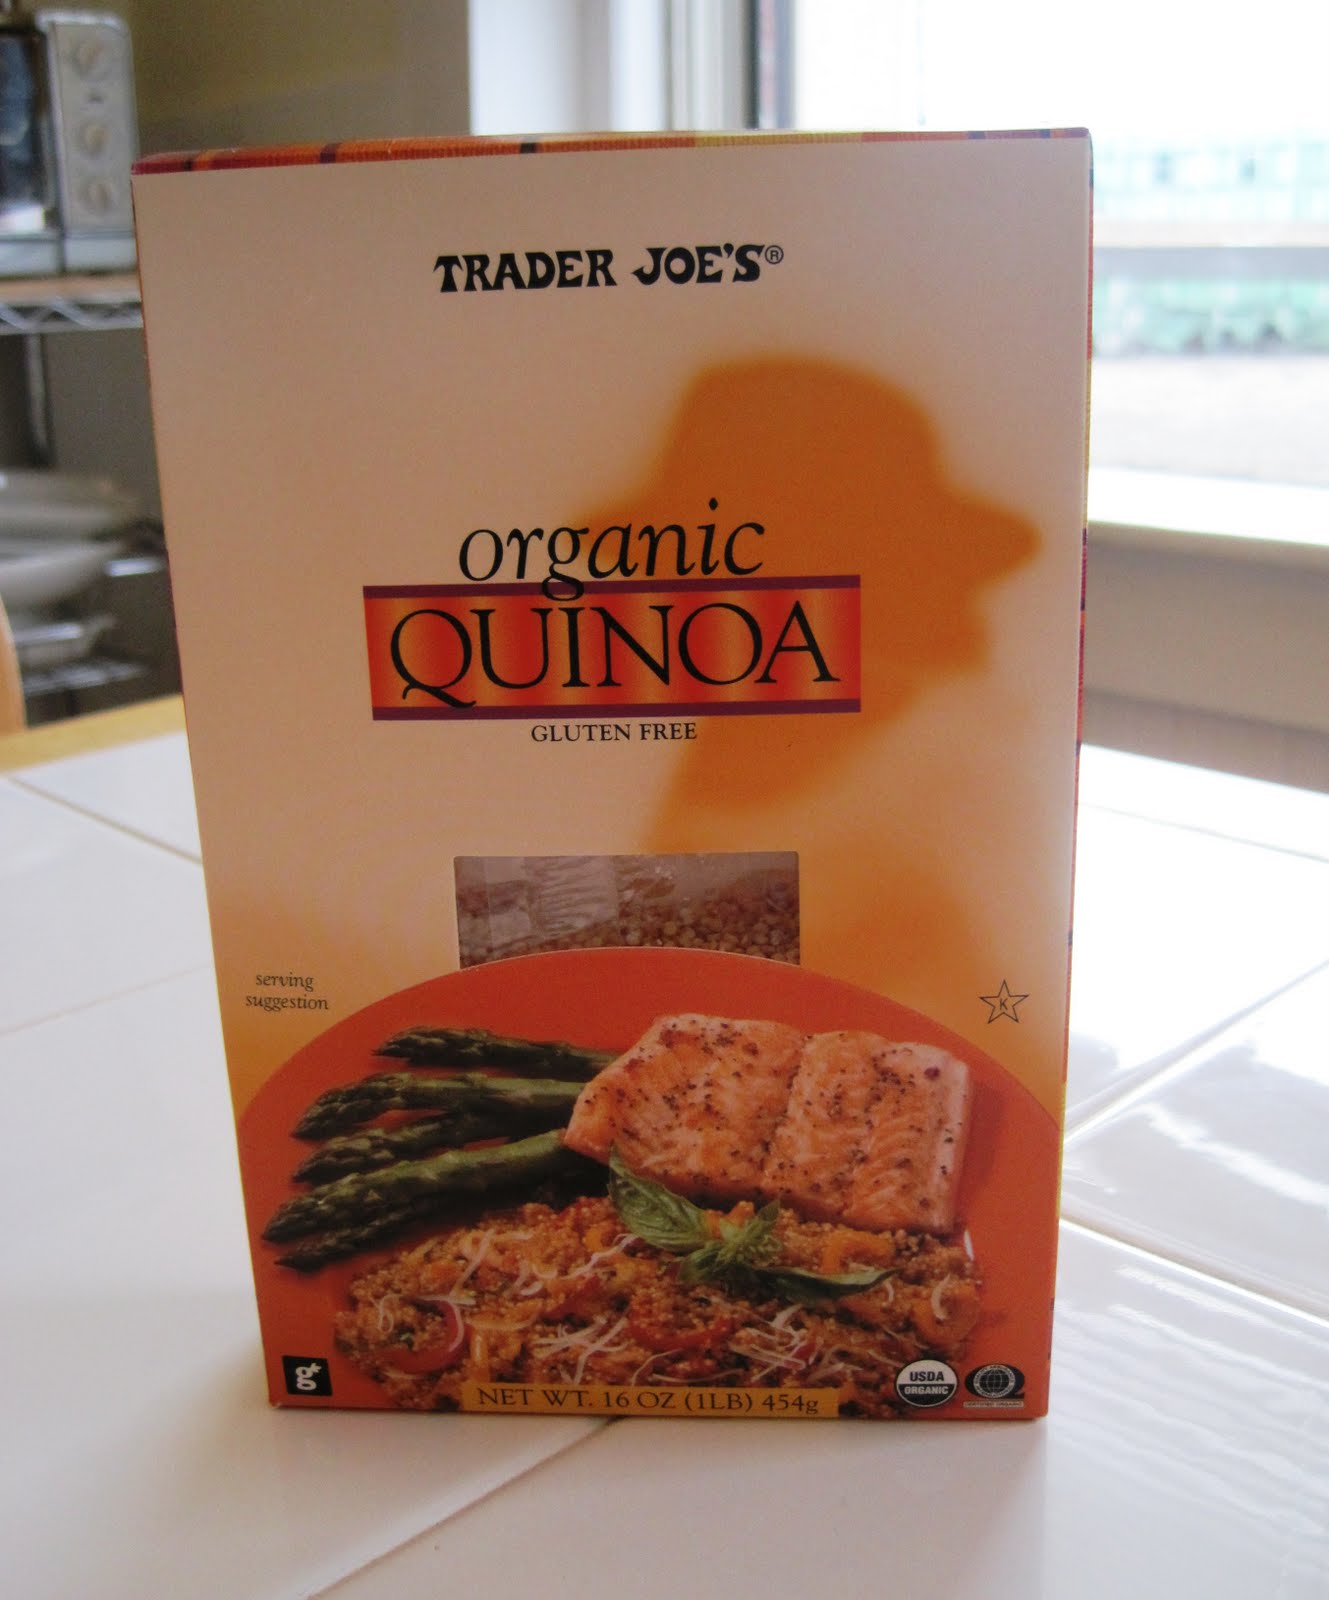 TRADER JOE'S®
organic
QUINOA
GLUTEN FREE
serving
suggestion
K
g
NET WT. 16 OZ (1LB) 454g
USDA
ORGANIC